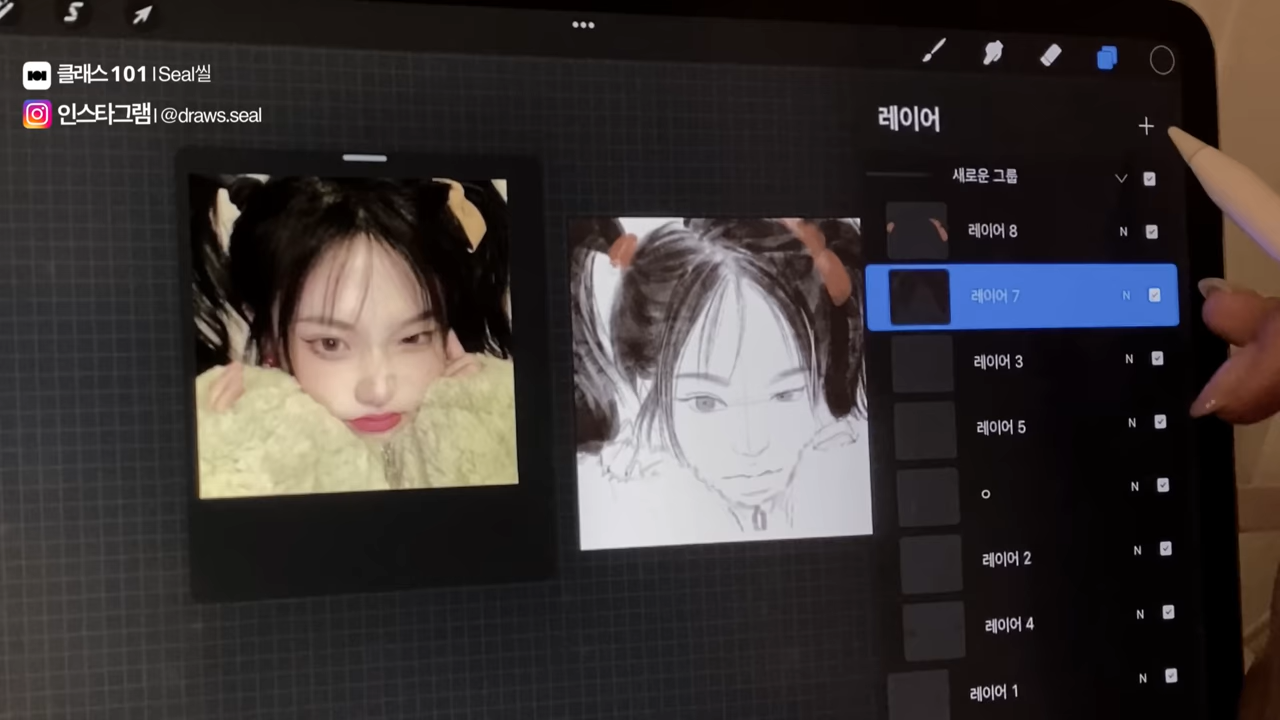 클래스101 | Seal씰
인스타그램 | @draws.seal
레이어
새로운 그룹
레이어 8 N
레이어 7 N
레이어 3 N
레이어 5 N
ㅇ N
레이어 2 N
레이어 4 N
레이어 1 N